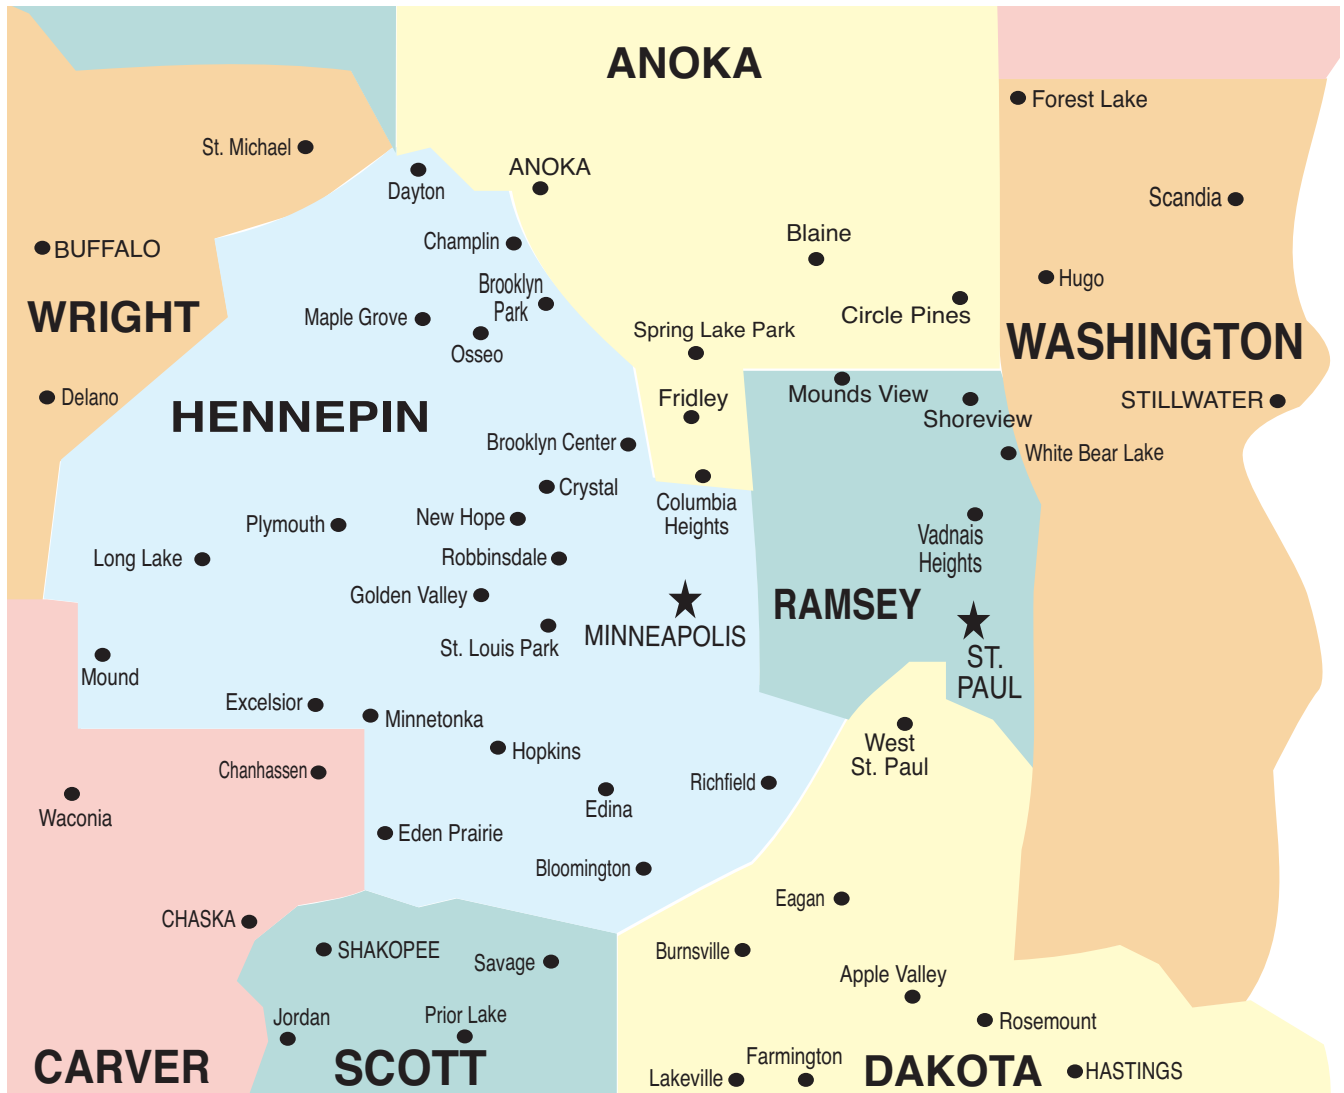 ANOKA
Forest Lake
St. Michael
ANOKA
Dayton
Scandia
Blaine
Champlin
BUFFALO
Hugo
Brooklyn
Park
Circle Pines
WRIGHT
Maple Grove
Spring Lake Park
WASHINGTON
Osseo
Delano
Fridley
Mounds View
STILLWATER
HENNEPIN
Shoreview
Brooklyn Center
White Bear Lake
Crystal
Columbia
Heights
New Hope
Plymouth
Vadnais
Heights
Long Lake
Robbinsdale
Golden Valley
RAMSEY
MINNEAPOLIS
St. Louis Park
ST.
PAUL
Mound
Excelsior
Minnetonka
West
St. Paul
Hopkins
Chanhassen
Richfield
Edina
Waconia
Eden Prairie
Bloomington
Eagan
CHASKA
SHAKOPEE
Burnsville
Savage
Apple Valley
Jordan
Prior Lake
Rosemount
Farmington
CARVER
SCOTT
Lakeville
DAKOTA
HASTINGS